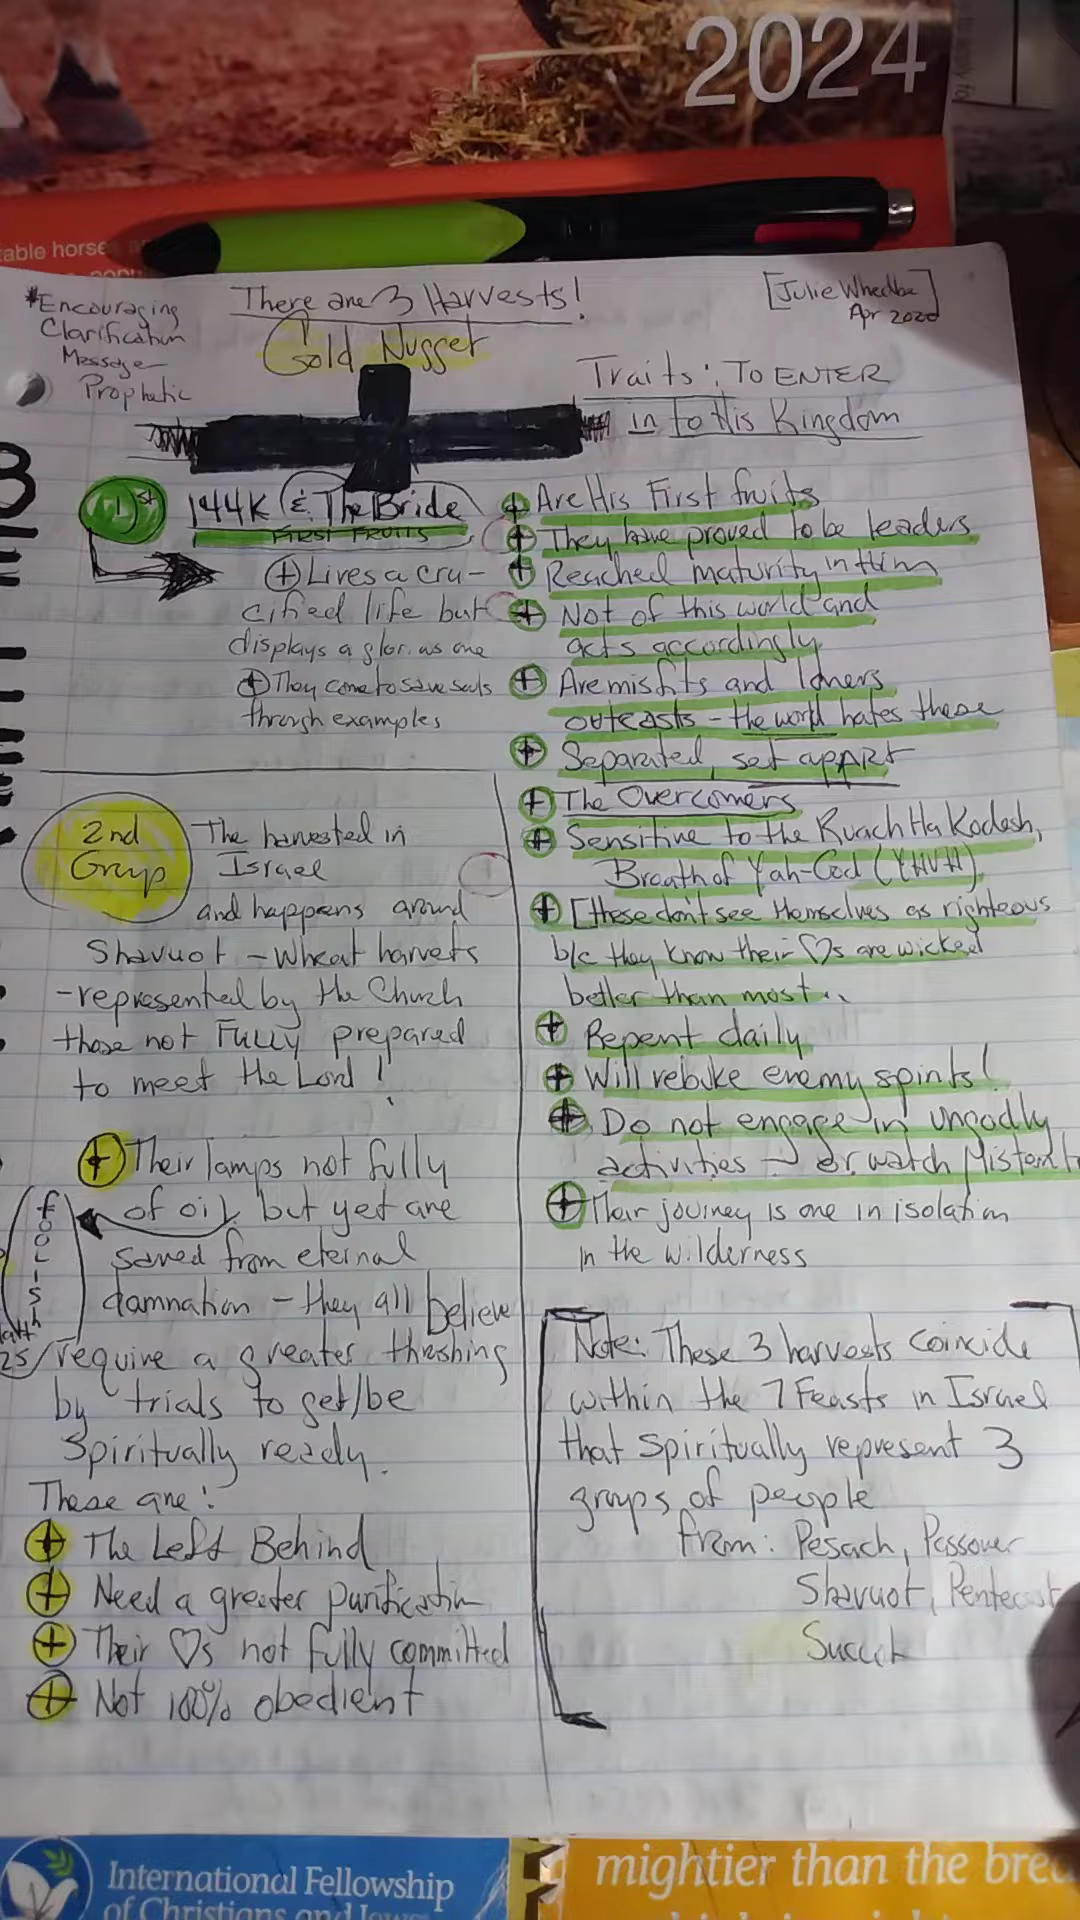 2024
table horses
There are 3 Harvests!
Gold Nugget
*Encouraging
Clarification
Message
Prophetic
[Julie Whedbee]
Apr 2020
Traits: TO ENTER
in to His Kingdom
1st
144K & The Bride
FIRST FRUITS
+ Lives a cru-
cified life but
displays a glor. as one
+ They come to save souls
through examples
+ Are His First fruits
+ They have proved to be leaders
+ Reached maturity in Him
+ Not of this world and
acts accordingly
+ Are misfits and loners
outcasts - the world hates these
+ Separated, set apART
+ The Overcomers
+ Sensitive to the Ruach Ha Kodesh,
Breath of Yah-God (YHVH)
+ [these don't see themselves as righteous
b/c they know their ♡s are wicked
better than most..
+ Repent daily
+ Will rebuke enemy spirits!
+ Do not engage in ungodly
activities - or watch
+ Their journey is one in isolation
in the wilderness
2nd
Group
The harvested in
Israel
and happens around
Shavuot - Wheat harvets
- represented by the Church
those not FULLY prepared
to meet the Lord!
+ Their lamps not fully
of oil, but yet are
saved from eternal
damnation - they all believe
foolish
Matth
25/require a greater threshing
by trials to get/be
Spiritually ready.
These are:
+ The Left Behind
+ Need a greater purification
+ Their ♡s not fully committed
+ Not 100% obedient
Note: These 3 harvests coincide
within the 7 Feasts in Israel
that spiritually represent 3
groups of people
from: Pesach, Passover
Shavuot, Pentecost
Succot
International Fellowship
of Christians and Jews
mightier than the brea